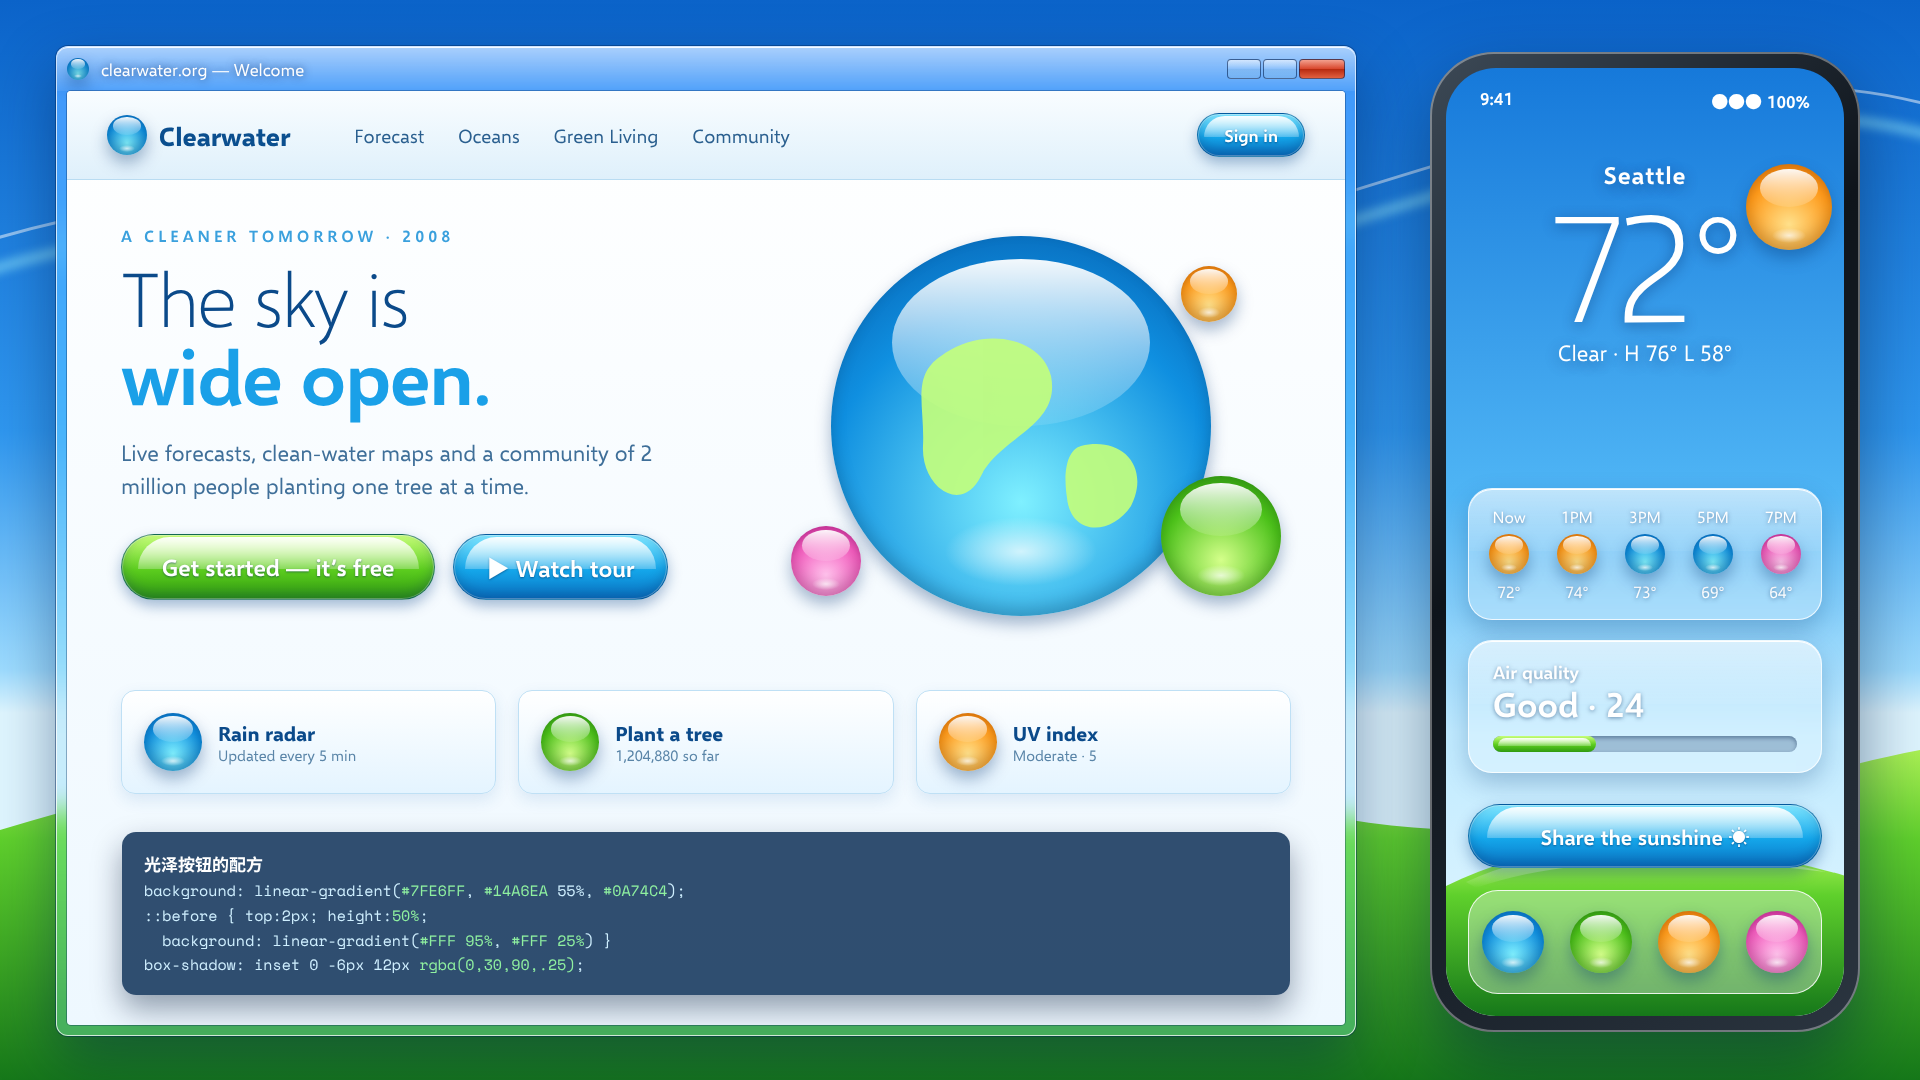 clearwater.org — Welcome
Clearwater
Forecast
Oceans
Green Living
Community
Sign in
A CLEANER TOMORROW · 2008
The sky is
wide open.
Live forecasts, clean-water maps and a community of 2
million people planting one tree at a time.
Get started — it's free
▶ Watch tour
Rain radar
Updated every 5 min
Plant a tree
1,204,880 so far
UV index
Moderate · 5
光泽按钮的配方
background: linear-gradient(#7FE6FF, #14A6EA 55%, #0A74C4);
::before { top:2px; height:50%;
background: linear-gradient(#FFF 95%, #FFF 25%) }
box-shadow: inset 0 -6px 12px rgba(0,30,90,.25);
9:41
⬤⬤⬤ 100%
Seattle
72°
Clear · H 76° L 58°
Now 1PM 3PM 5PM 7PM
72° 74° 73° 69° 64°
Air quality
Good · 24
Share the sunshine ☀